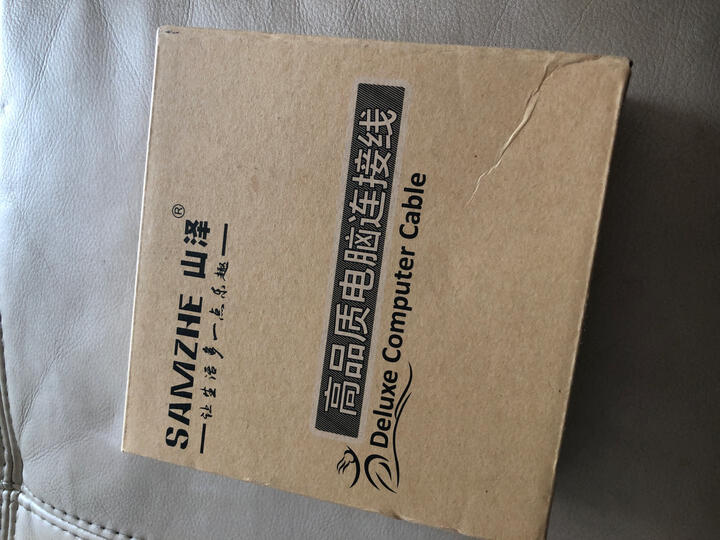 SAMZHE 山泽®
让生活多一点乐趣
高品质电脑连接线
Deluxe Computer Cable